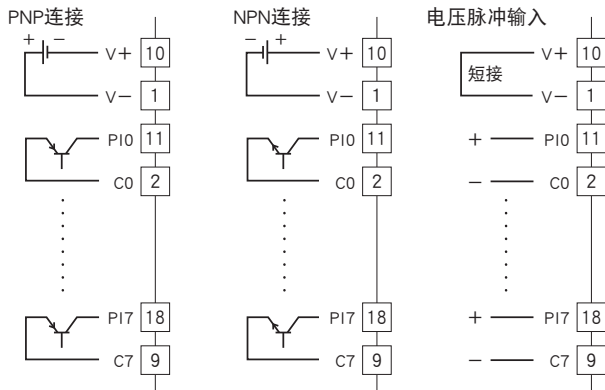 PNP连接
+ − V+ 10
V− 1
PI0 11
C0 2
PI7 18
C7 9
NPN连接
− + V+ 10
V− 1
PI0 11
C0 2
PI7 18
C7 9
电压脉冲输入
V+ 10
短接
V− 1
+ PI0 11
− C0 2
+ PI7 18
− C7 9